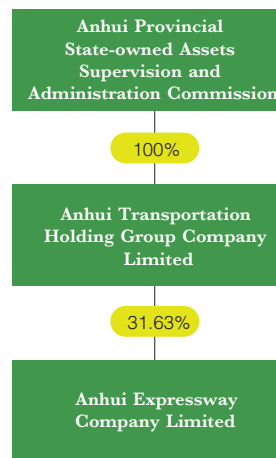 Anhui Provincial
State-owned Assets
Supervision and
Administration Commission
100%
Anhui Transportation
Holding Group Company
Limited
31.63%
Anhui Expressway
Company Limited